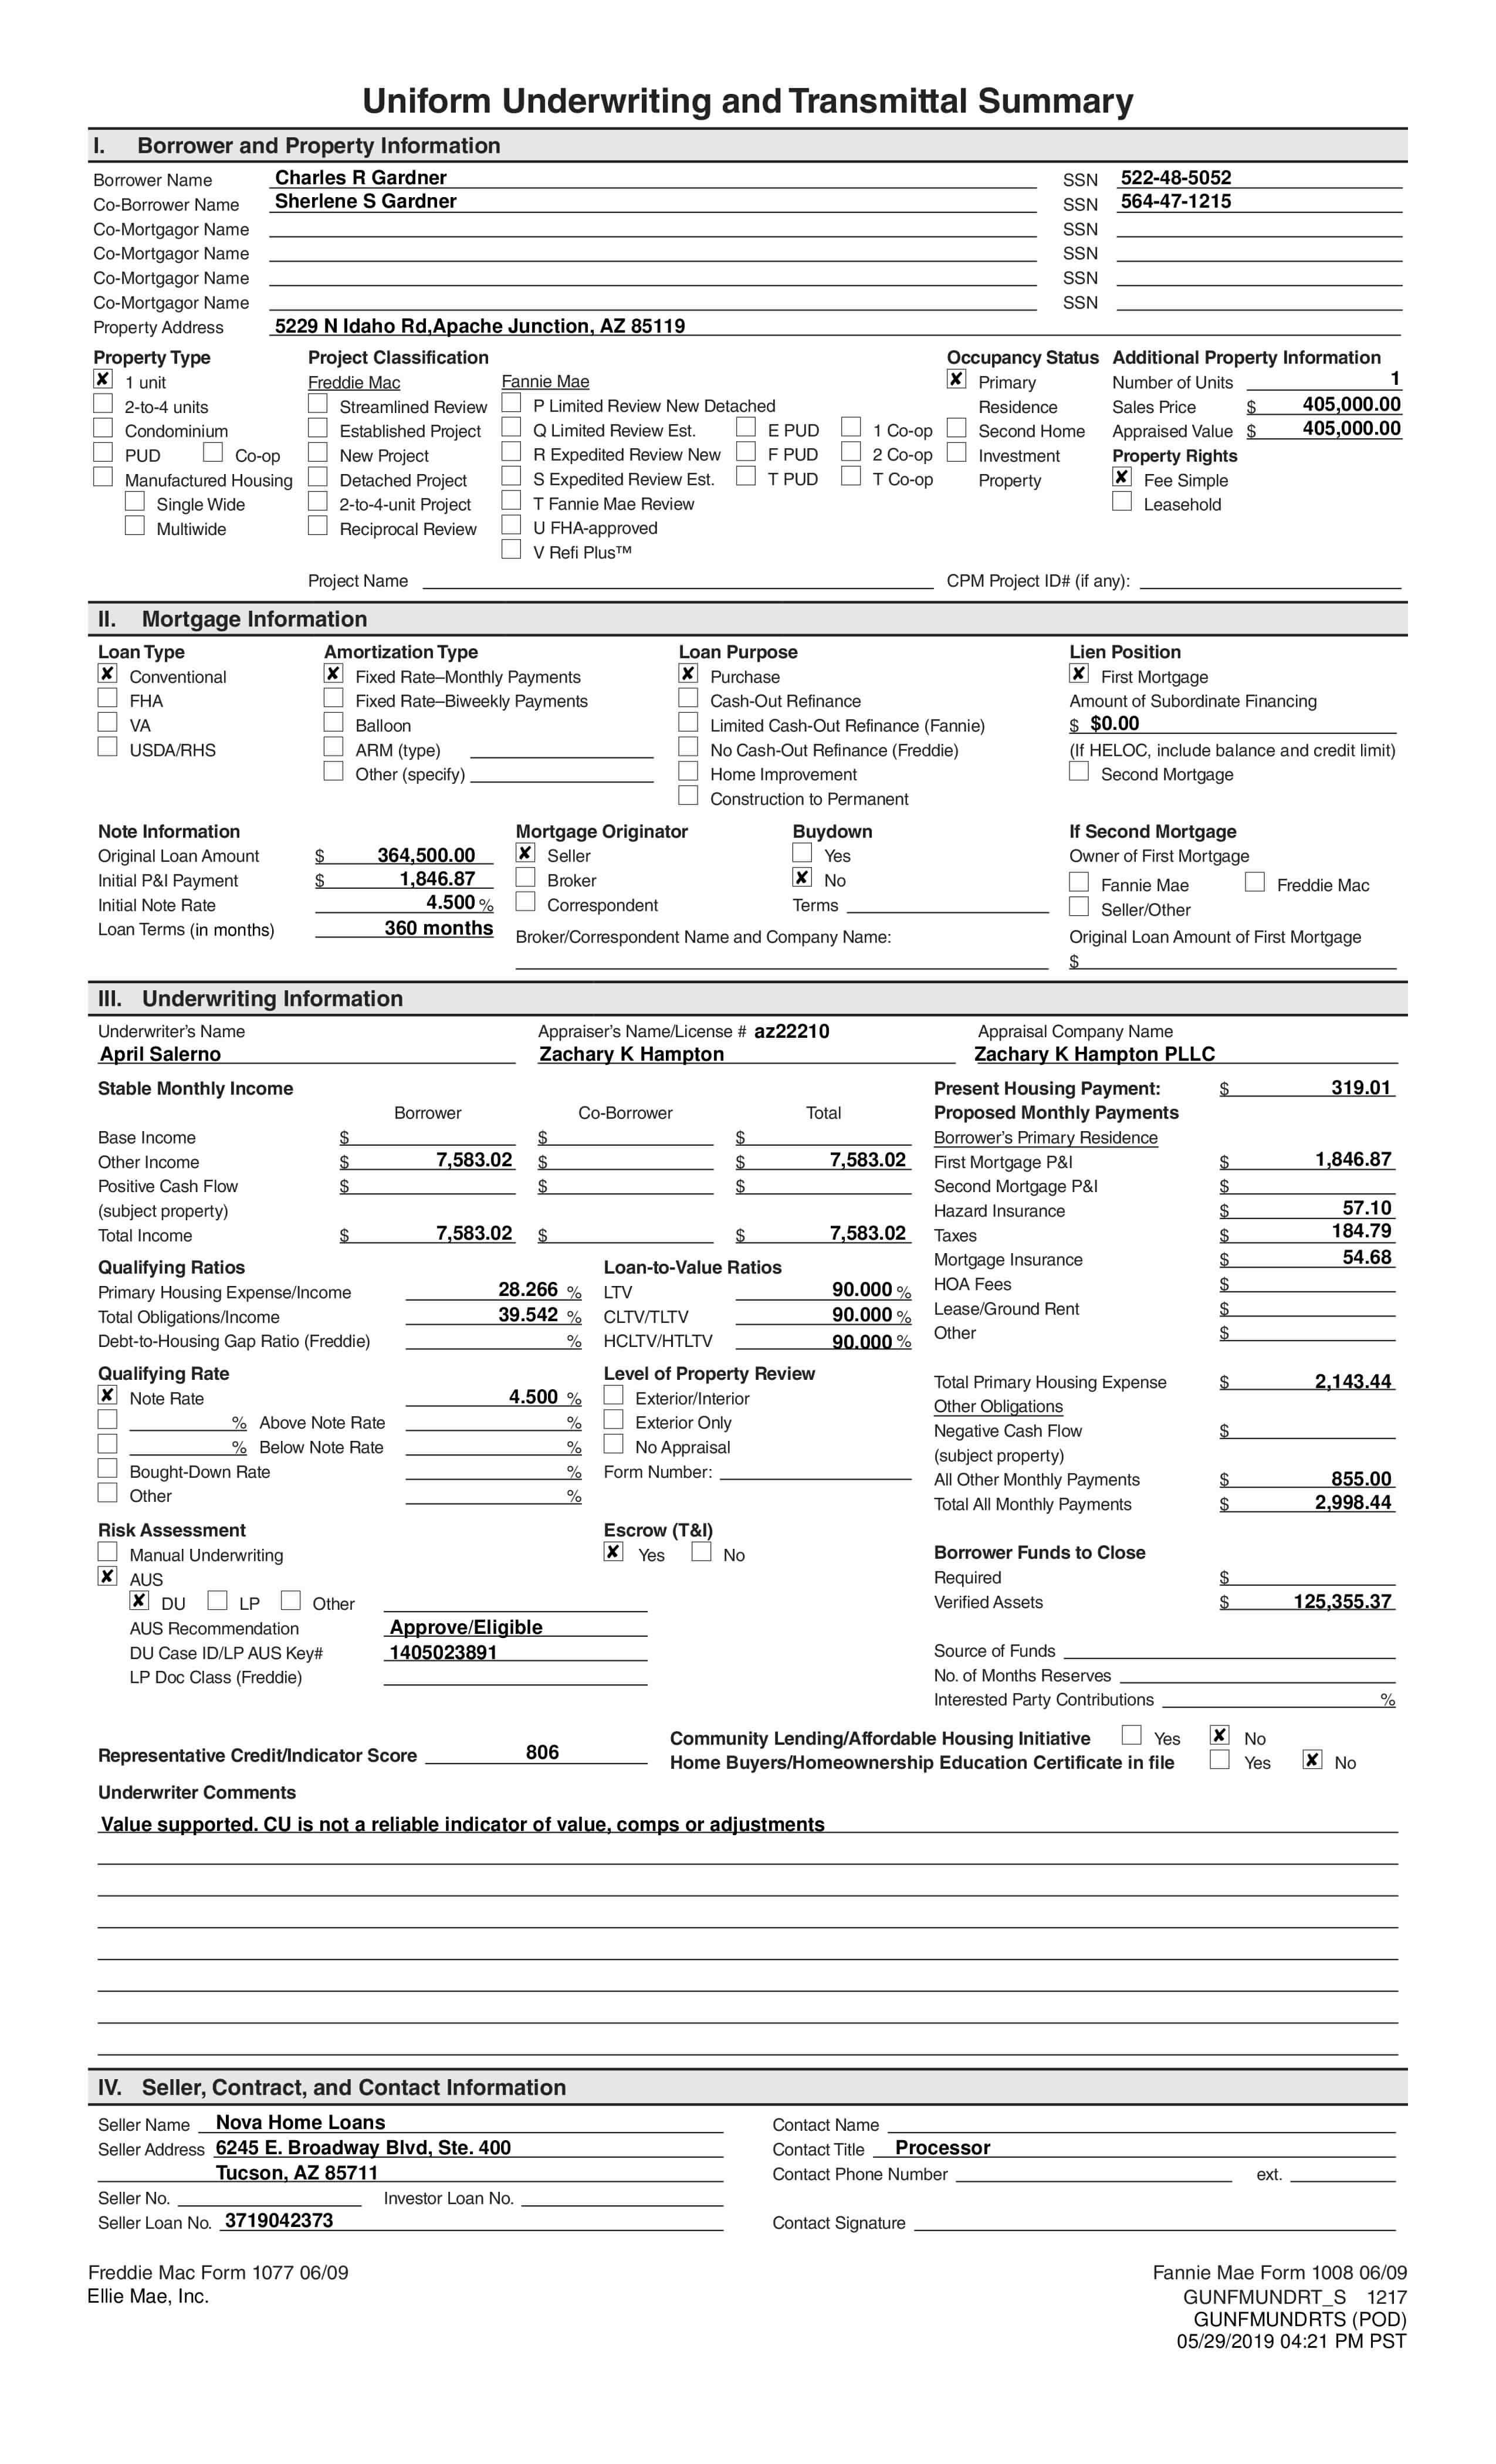 Uniform Underwriting and Transmittal Summary
I. Borrower and Property Information
Borrower Name Charles R Gardner SSN 522-48-5052
Co-Borrower Name Sherlene S Gardner SSN 564-47-1215
Co-Mortgagor Name SSN
Co-Mortgagor Name SSN
Co-Mortgagor Name SSN
Co-Mortgagor Name SSN
Property Address 5229 N Idaho Rd,Apache Junction, AZ 85119
Property Type Project Classification Occupancy Status Additional Property Information
✘ 1 unit Freddie Mac Fannie Mae ✘ Primary Number of Units 1
2-to-4 units Streamlined Review P Limited Review New Detached Residence Sales Price $ 405,000.00
Condominium Established Project Q Limited Review Est. E PUD 1 Co-op Second Home Appraised Value $ 405,000.00
PUD Co-op New Project R Expedited Review New F PUD 2 Co-op Investment Property Rights
Manufactured Housing Detached Project S Expedited Review Est. T PUD T Co-op Property ✘ Fee Simple
Single Wide 2-to-4-unit Project T Fannie Mae Review Leasehold
Multiwide Reciprocal Review U FHA-approved
V Refi Plus™
Project Name CPM Project ID# (if any):
II. Mortgage Information
Loan Type Amortization Type Loan Purpose Lien Position
✘ Conventional ✘ Fixed Rate–Monthly Payments ✘ Purchase ✘ First Mortgage
FHA Fixed Rate–Biweekly Payments Cash-Out Refinance Amount of Subordinate Financing
VA Balloon Limited Cash-Out Refinance (Fannie) $ $0.00
USDA/RHS ARM (type) No Cash-Out Refinance (Freddie) (If HELOC, include balance and credit limit)
Other (specify) Home Improvement Second Mortgage
Construction to Permanent
Note Information Mortgage Originator Buydown If Second Mortgage
Original Loan Amount $ 364,500.00 ✘ Seller Yes Owner of First Mortgage
Initial P&I Payment $ 1,846.87 Broker ✘ No Fannie Mae Freddie Mac
Initial Note Rate 4.500 % Correspondent Terms Seller/Other
Loan Terms (in months) 360 months Broker/Correspondent Name and Company Name: Original Loan Amount of First Mortgage
$
III. Underwriting Information
Underwriter's Name Appraiser's Name/License # az22210 Appraisal Company Name
April Salerno Zachary K Hampton Zachary K Hampton PLLC
Stable Monthly Income Present Housing Payment: $ 319.01
Borrower Co-Borrower Total Proposed Monthly Payments
Base Income $ $ $ Borrower's Primary Residence
Other Income $ 7,583.02 $ $ 7,583.02 First Mortgage P&I $ 1,846.87
Positive Cash Flow $ $ $ Second Mortgage P&I $
(subject property) Hazard Insurance $ 57.10
Total Income $ 7,583.02 $ $ 7,583.02 Taxes $ 184.79
Qualifying Ratios Loan-to-Value Ratios Mortgage Insurance $ 54.68
Primary Housing Expense/Income 28.266 % LTV 90.000 % HOA Fees $
Total Obligations/Income 39.542 % CLTV/TLTV 90.000 % Lease/Ground Rent $
Debt-to-Housing Gap Ratio (Freddie) % HCLTV/HTLTV 90.000 % Other $
Qualifying Rate Level of Property Review Total Primary Housing Expense $ 2,143.44
✘ Note Rate 4.500 % Exterior/Interior Other Obligations
% Above Note Rate % Exterior Only Negative Cash Flow $
% Below Note Rate % No Appraisal (subject property)
Bought-Down Rate % Form Number: All Other Monthly Payments $ 855.00
Other % Total All Monthly Payments $ 2,998.44
Risk Assessment Escrow (T&I)
Manual Underwriting ✘ Yes No Borrower Funds to Close
✘ AUS Required $
✘ DU LP Other Verified Assets $ 125,355.37
AUS Recommendation Approve/Eligible
DU Case ID/LP AUS Key# 1405023891 Source of Funds
LP Doc Class (Freddie) No. of Months Reserves
Interested Party Contributions %
Community Lending/Affordable Housing Initiative Yes ✘ No
Representative Credit/Indicator Score 806 Home Buyers/Homeownership Education Certificate in file Yes ✘ No
Underwriter Comments
Value supported. CU is not a reliable indicator of value, comps or adjustments
IV. Seller, Contract, and Contact Information
Seller Name Nova Home Loans Contact Name
Seller Address 6245 E. Broadway Blvd, Ste. 400 Contact Title Processor
Tucson, AZ 85711 Contact Phone Number ext.
Seller No. Investor Loan No.
Seller Loan No. 3719042373 Contact Signature
Freddie Mac Form 1077 06/09 Fannie Mae Form 1008 06/09
Ellie Mae, Inc. GUNFMUNDRT_S 1217
GUNFMUNDRTS (POD)
05/29/2019 04:21 PM PST